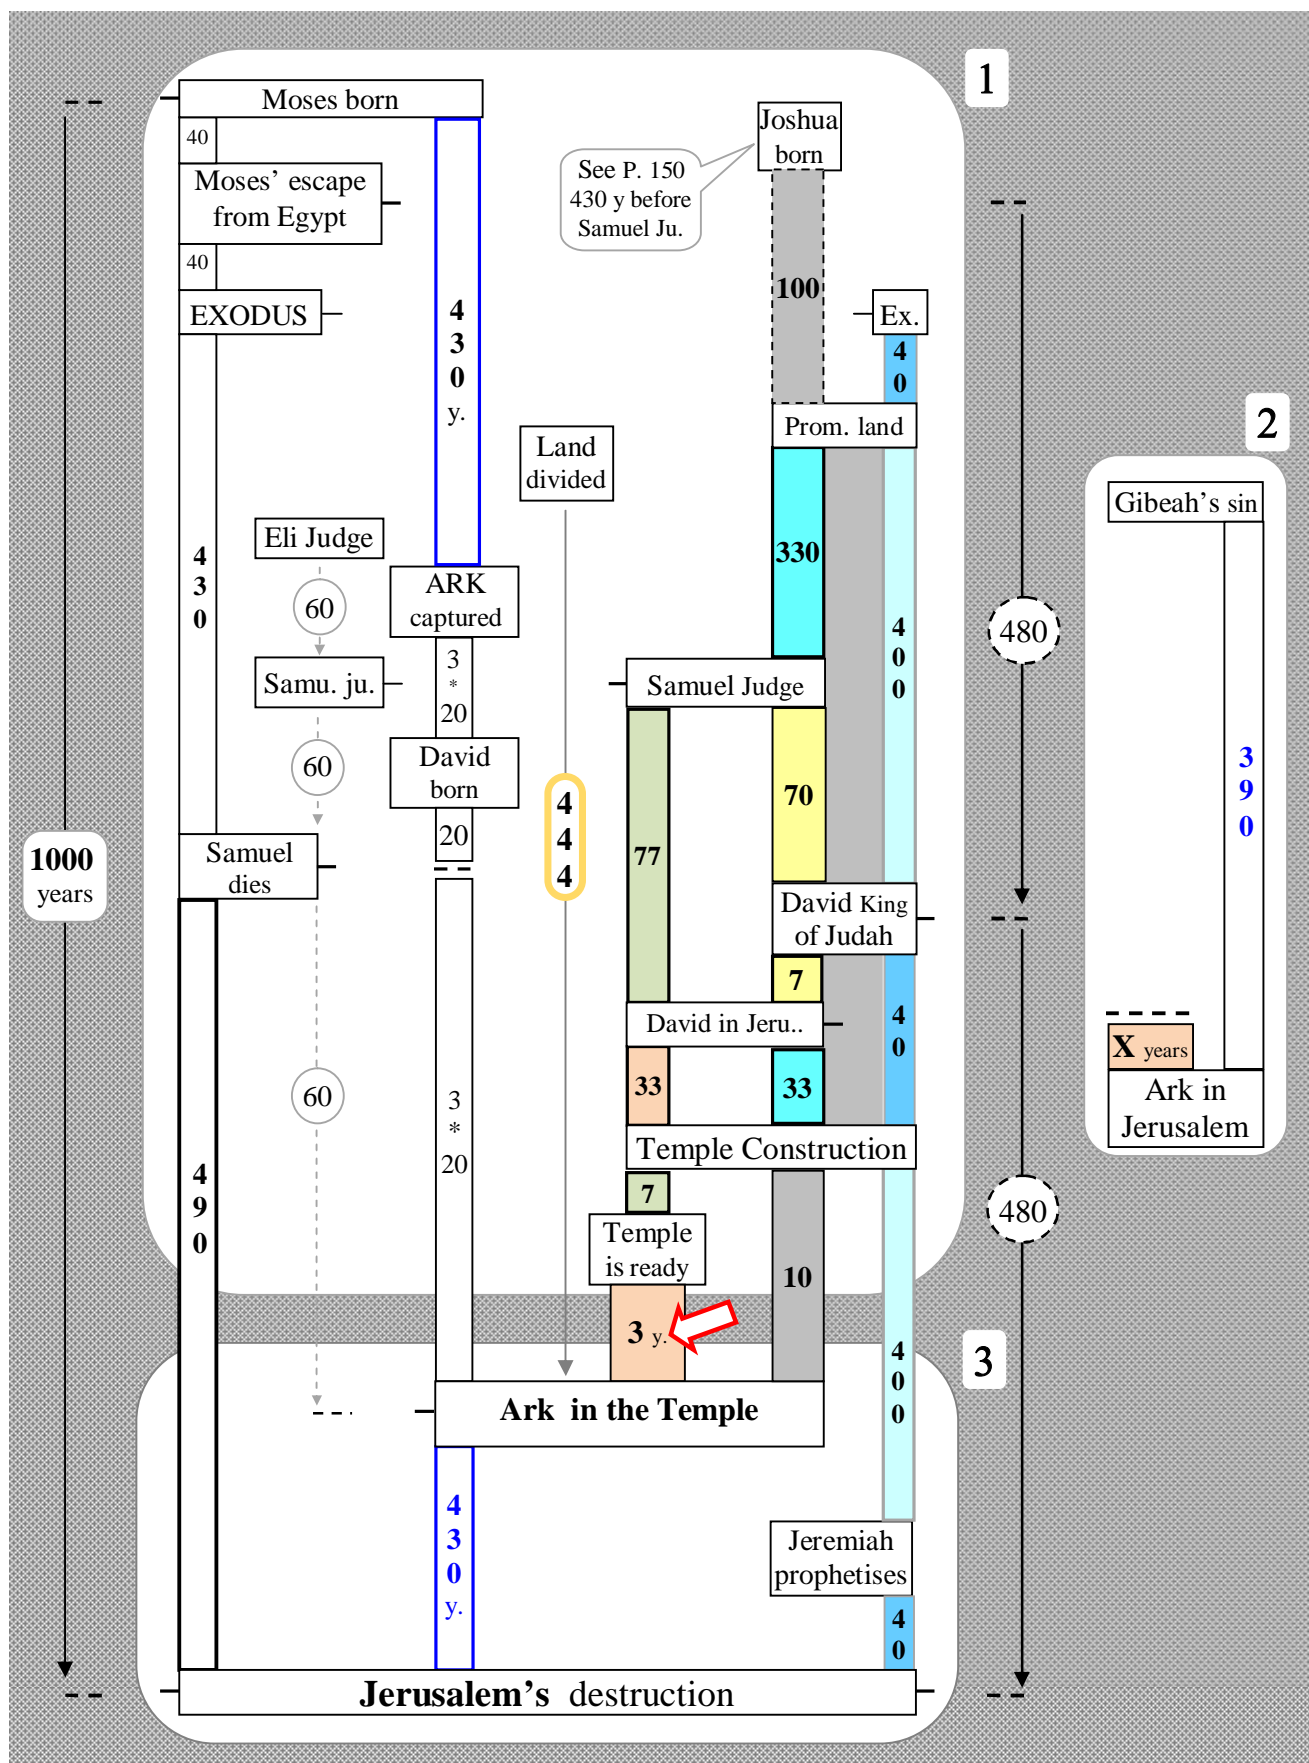 1
Moses born
40
Moses’ escape
from Egypt
40
EXODUS
4
3
0
4
3
0
y.
Joshua
born
See P. 150
430 y before
Samuel Ju.
100
Ex.
4
0
Prom. land
Land
divided
330
Eli Judge
60
ARK
captured
3
*
20
Samu. ju.
60
David
born
20
4
4
4
Samuel Judge
4
0
0
77
70
480
2
Gibeah’s sin
3
9
0
1000
years
Samuel
dies
David King
of Judah
7
David in Jeru..
4
0
X years
Ark in
Jerusalem
60
3
*
20
33
33
Temple Construction
4
9
0
7
Temple
is ready
10
480
3 y.
3
4
0
0
Ark in the Temple
4
3
0
y.
Jeremiah
prophetises
4
0
Jerusalem’s destruction